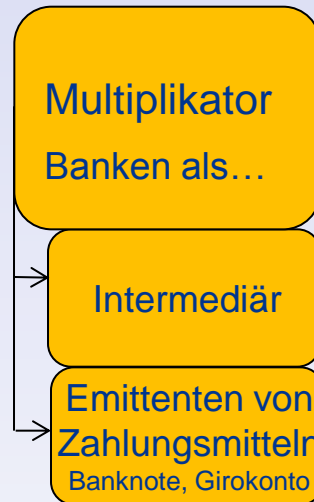 Multiplikator
Banken als…
Intermediär
Emittenten von
Zahlungsmitteln
Banknote, Girokonto